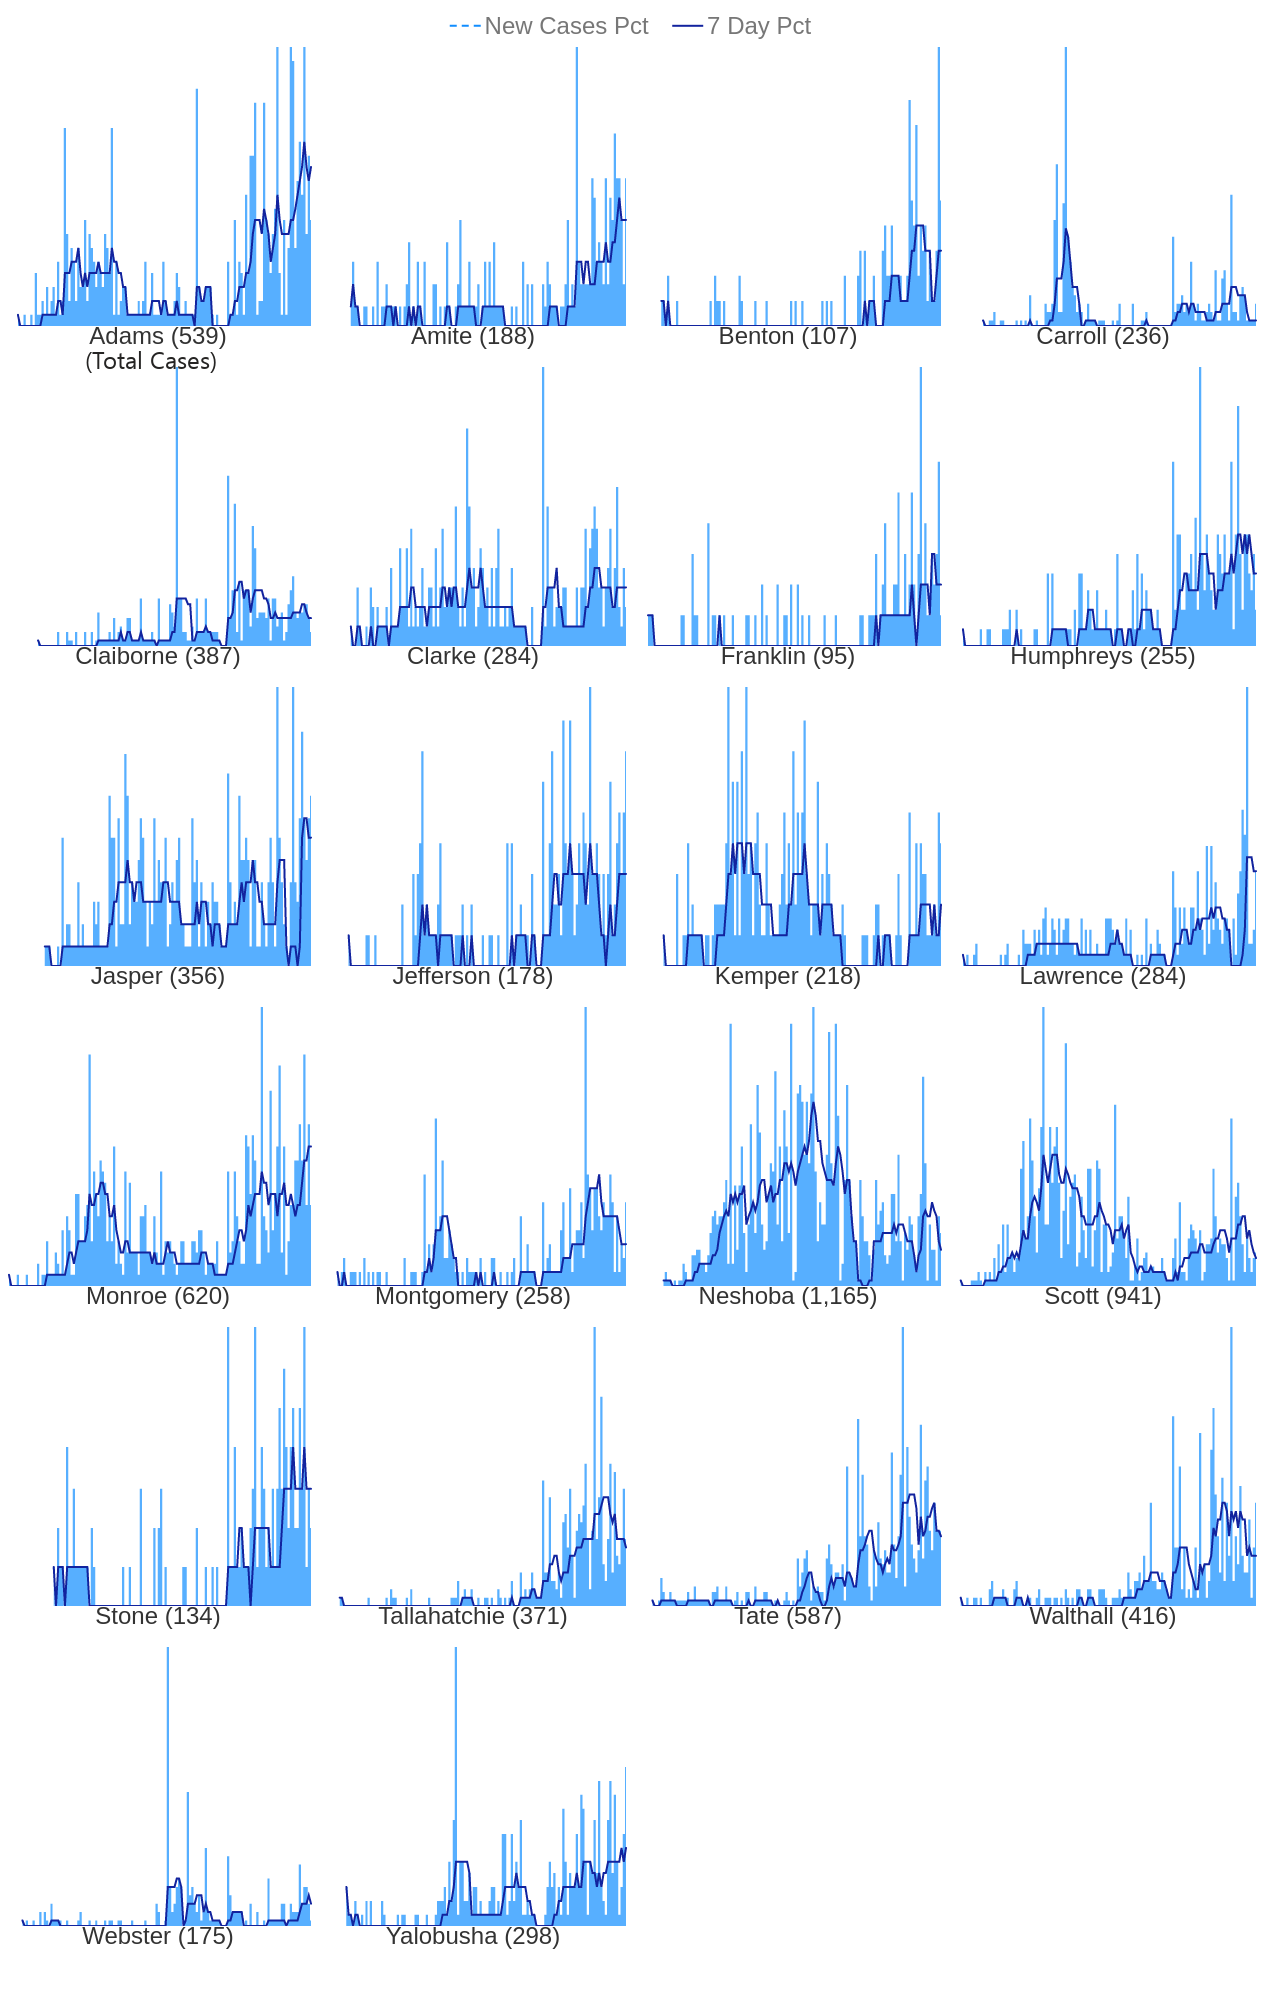 New Cases Pct 7 Day Pct
Adams (539) Amite (188) Benton (107) Carroll (236)
(Total Cases)
Claiborne (387) Clarke (284) Franklin (95) Humphreys (255)
Jasper (356) Jefferson (178) Kemper (218) Lawrence (284)
Monroe (620) Montgomery (258) Neshoba (1,165) Scott (941)
Stone (134) Tallahatchie (371) Tate (587) Walthall (416)
Webster (175) Yalobusha (298)